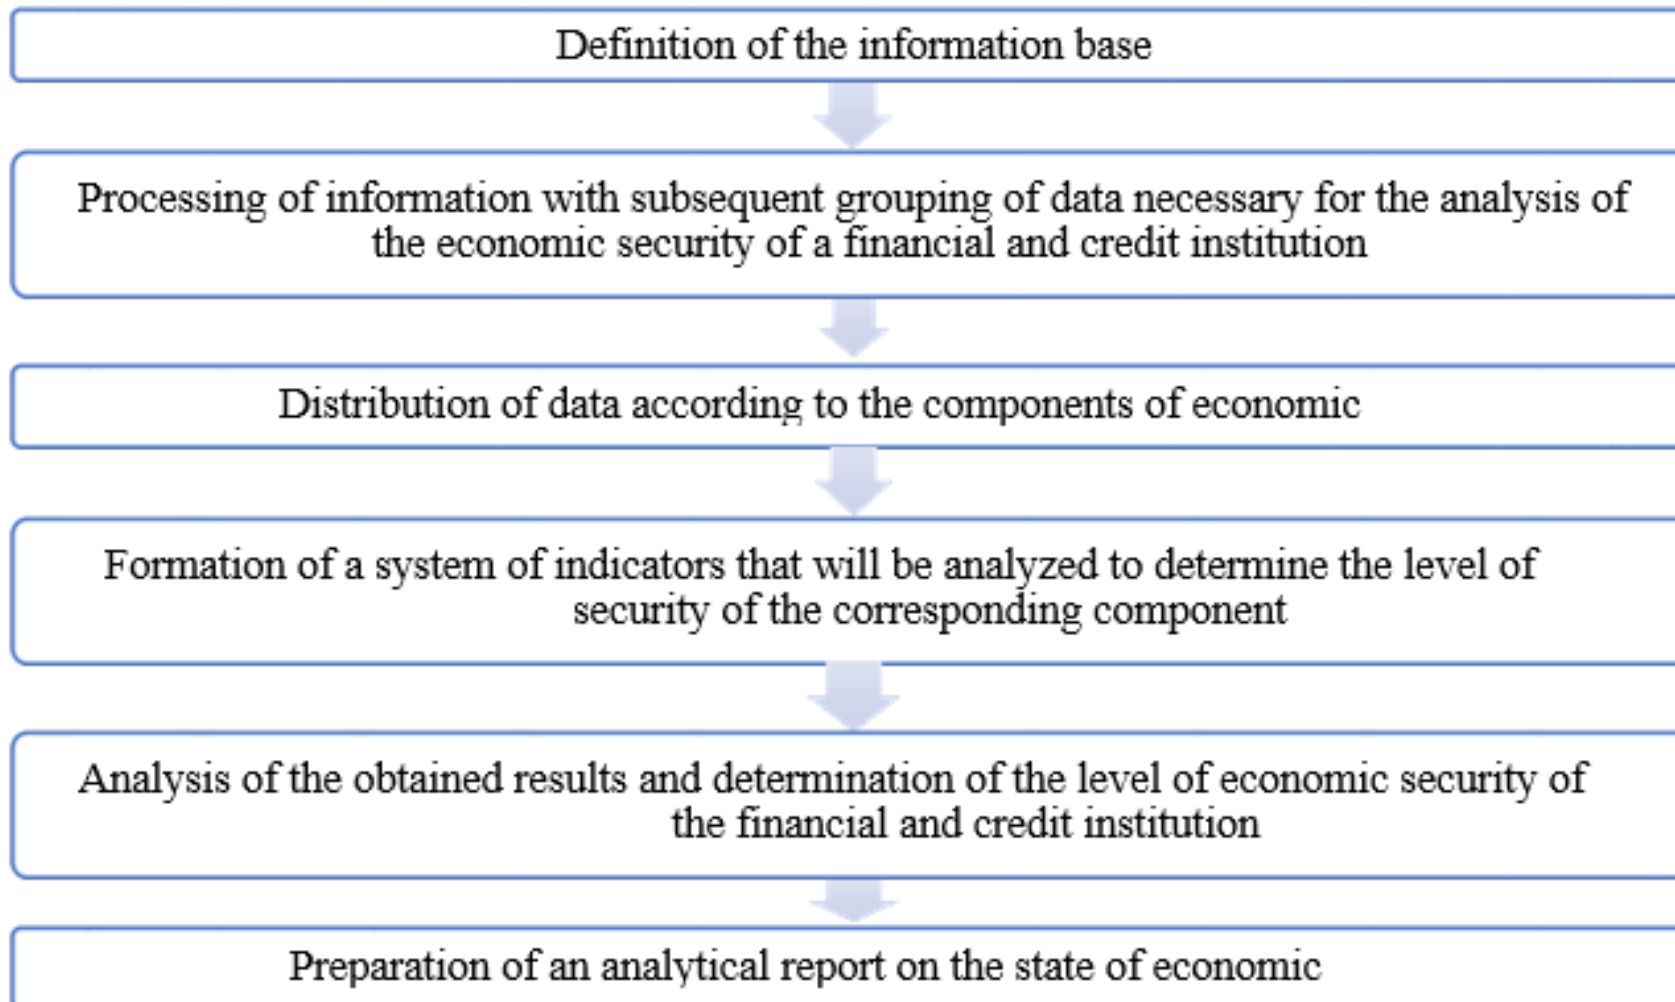 Definition of the information base
Processing of information with subsequent grouping of data necessary for the analysis of
the economic security of a financial and credit institution
Distribution of data according to the components of economic
Formation of a system of indicators that will be analyzed to determine the level of
security of the corresponding component
Analysis of the obtained results and determination of the level of economic security of
the financial and credit institution
Preparation of an analytical report on the state of economic